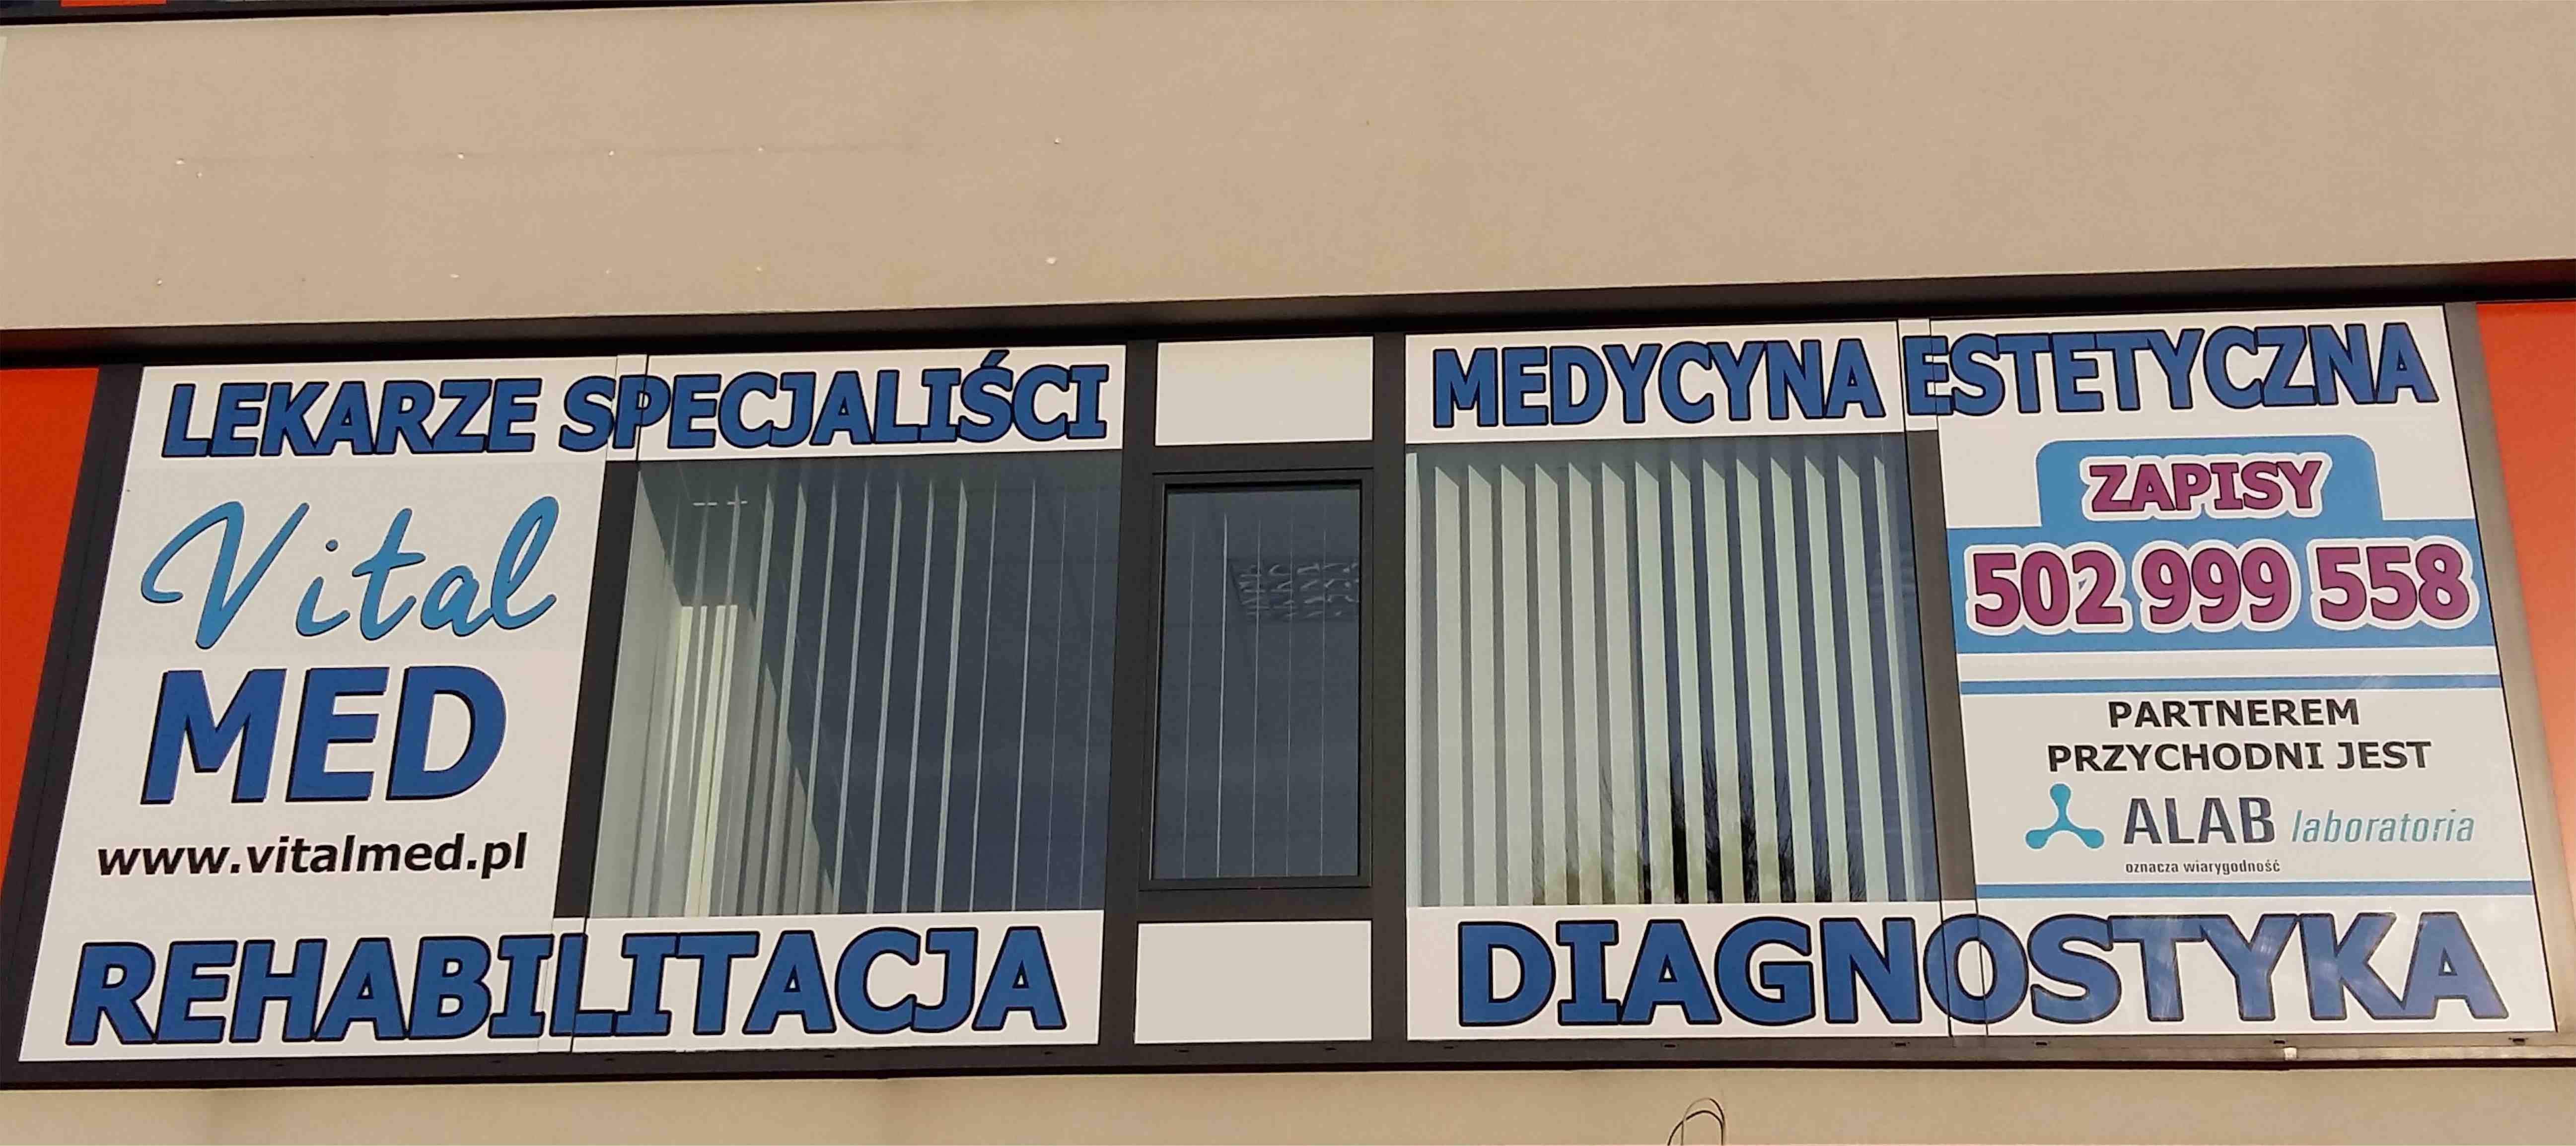 LEKARZE SPECJALIŚCI
Vital
MED
www.vitalmed.pl
REHABILITACJA
MEDYCYNA ESTETYCZNA
ZAPISY
502 999 558
PARTNEREM
PRZYCHODNI JEST
ALAB laboratoria
oznacza wiarygodność
DIAGNOSTYKA